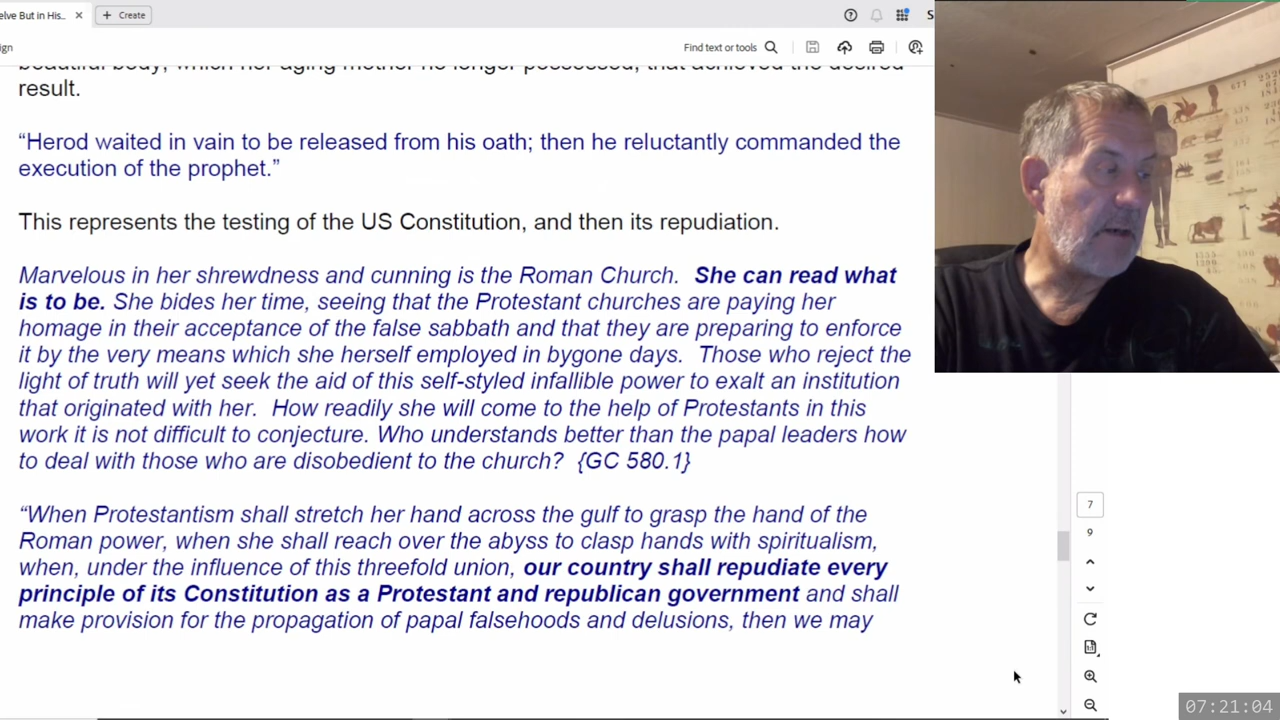 elve But in His..
Create
S
gn
Find text or tools
result.
“Herod waited in vain to be released from his oath; then he reluctantly commanded the
execution of the prophet.”
This represents the testing of the US Constitution, and then its repudiation.
Marvelous in her shrewdness and cunning is the Roman Church. She can read what
is to be. She bides her time, seeing that the Protestant churches are paying her
homage in their acceptance of the false sabbath and that they are preparing to enforce
it by the very means which she herself employed in bygone days. Those who reject the
light of truth will yet seek the aid of this self-styled infallible power to exalt an institution
that originated with her. How readily she will come to the help of Protestants in this
work it is not difficult to conjecture. Who understands better than the papal leaders how
to deal with those who are disobedient to the church? {GC 580.1}
“When Protestantism shall stretch her hand across the gulf to grasp the hand of the
Roman power, when she shall reach over the abyss to clasp hands with spiritualism,
when, under the influence of this threefold union, our country shall repudiate every
principle of its Constitution as a Protestant and republican government and shall
make provision for the propagation of papal falsehoods and delusions, then we may
7
9
677
07:21:04